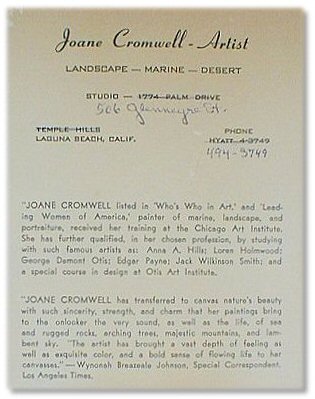 Joane Cromwell - Artist
LANDSCAPE — MARINE — DESERT
STUDIO — 1774 PALM DRIVE
506 Glenneyre St.
TEMPLE HILLS
LAGUNA BEACH, CALIF.
PHONE
HYATT 4-3749
494-3749
"JOANE CROMWELL listed in 'Who's Who in Art,' and 'Lead-
ing Women of America,' painter of marine, landscape, and
portraiture, received her training at the Chicago Art Institute.
She has further qualified, in her chosen profession, by studying
with such famous artists as: Anna A. Hills; Loren Holmwood;
George Demont Otis; Edgar Payne; Jack Wilkinson Smith; and
a special course in design at Otis Art Institute.
"JOANE CROMWELL has transferred to canvas nature's beauty
with such sincerity, strength, and charm that her paintings bring
to the onlooker the very sound, as well as the life, of sea
and rugged rocks, arching trees, majestic mountains, and lam-
bent sky. "The artist has brought a vast depth of feeling as
well as exquisite color, and a bold sense of flowing life to her
canvasses."—Wynonah Breazeale Johnson, Special Correspondent,
Los Angeles Times.